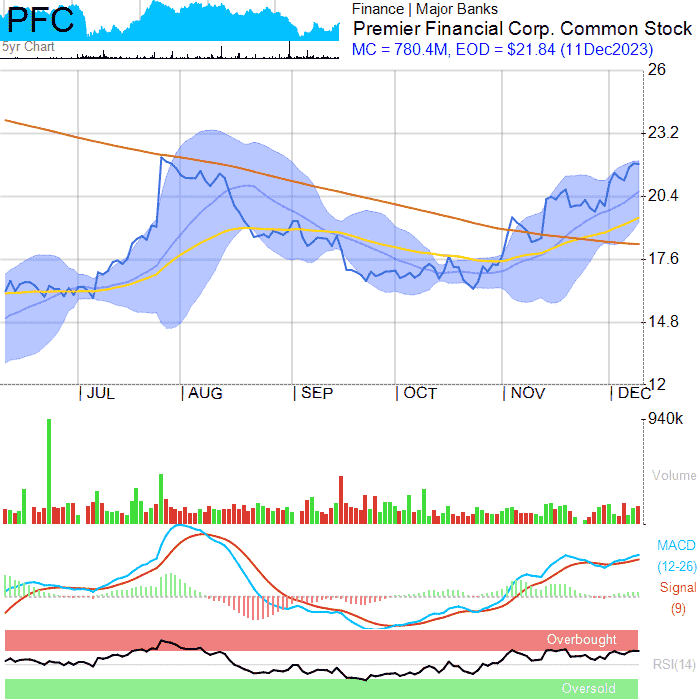 PFC
5yr Chart
Finance | Major Banks
Premier Financial Corp. Common Stock
MC = 780.4M, EOD = $21.84 (11Dec2023)
26
23.2
20.4
17.6
14.8
12
| JUL
| AUG
| SEP
| OCT
| NOV
| DEC
940k
Volume
MACD
(12-26)
Signal
(9)
Overbought
RSI(14)
Oversold